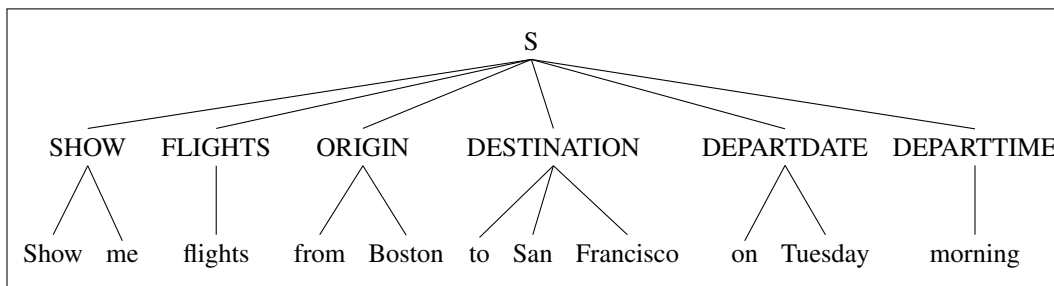 S
SHOW FLIGHTS ORIGIN DESTINATION DEPARTDATE DEPARTTIME
Show me flights from Boston to San Francisco on Tuesday morning